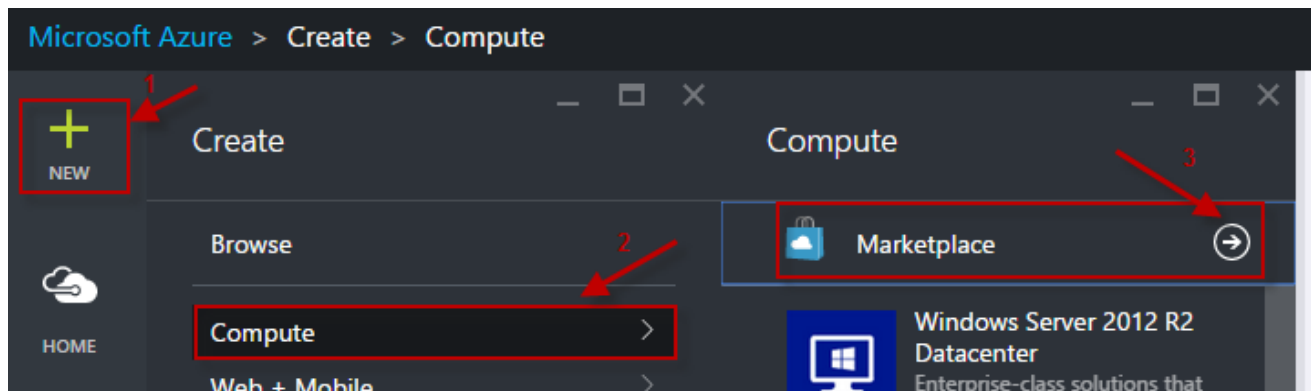 Microsoft Azure > Create > Compute
1
NEW
Create
Browse
2
Compute
HOME
Web + Mobile
Compute
3
Marketplace
Windows Server 2012 R2
Datacenter
Enterprise-class solutions that